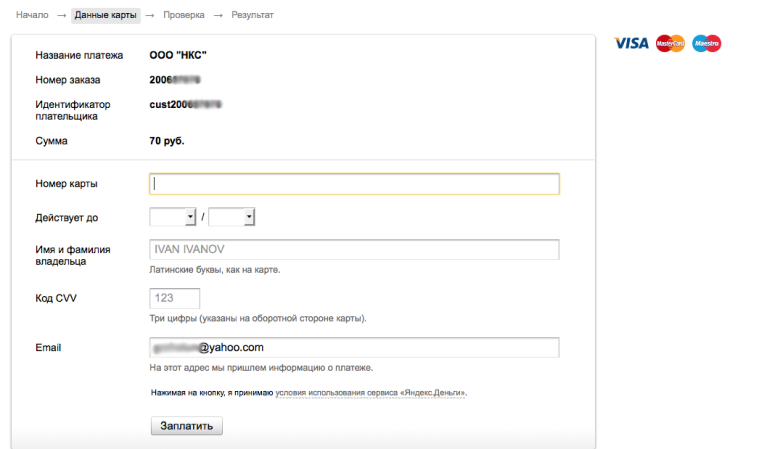 Начало → Данные карты → Проверка → Результат
VISA MasterCard Maestro
Название платежа ООО "НКС"
Номер заказа 2006
Идентификатор
плательщика cust2006
Сумма 70 руб.
Номер карты
Действует до /
Имя и фамилия
владельца IVAN IVANOV
Латинские буквы, как на карте.
Код CVV 123
Три цифры (указаны на оборотной стороне карты).
Email @yahoo.com
На этот адрес мы пришлем информацию о платеже.
Нажимая на кнопку, я принимаю условия использования сервиса «Яндекс.Деньги».
Заплатить